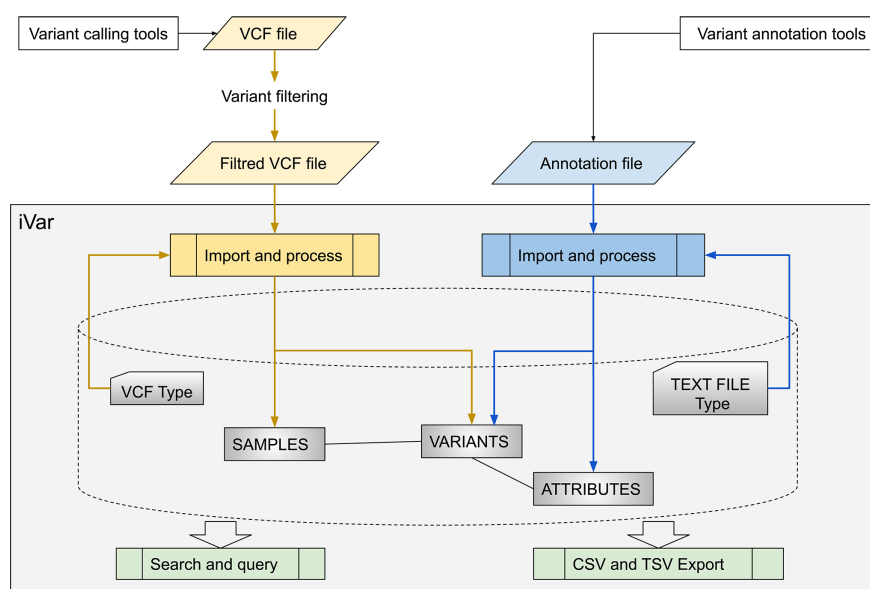 Variant calling tools
VCF file
Variant annotation tools
Variant filtering
Filtred VCF file
Annotation file
iVar
Import and process
Import and process
VCF Type
TEXT FILE
Type
SAMPLES
VARIANTS
ATTRIBUTES
Search and query
CSV and TSV Export